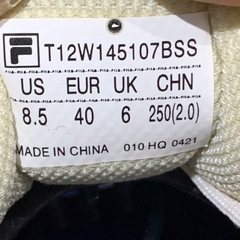 F T12W145107BSS
US EUR UK CHN
8.5 40 6 250(2.0)
MADE IN CHINA 010 HQ 0421